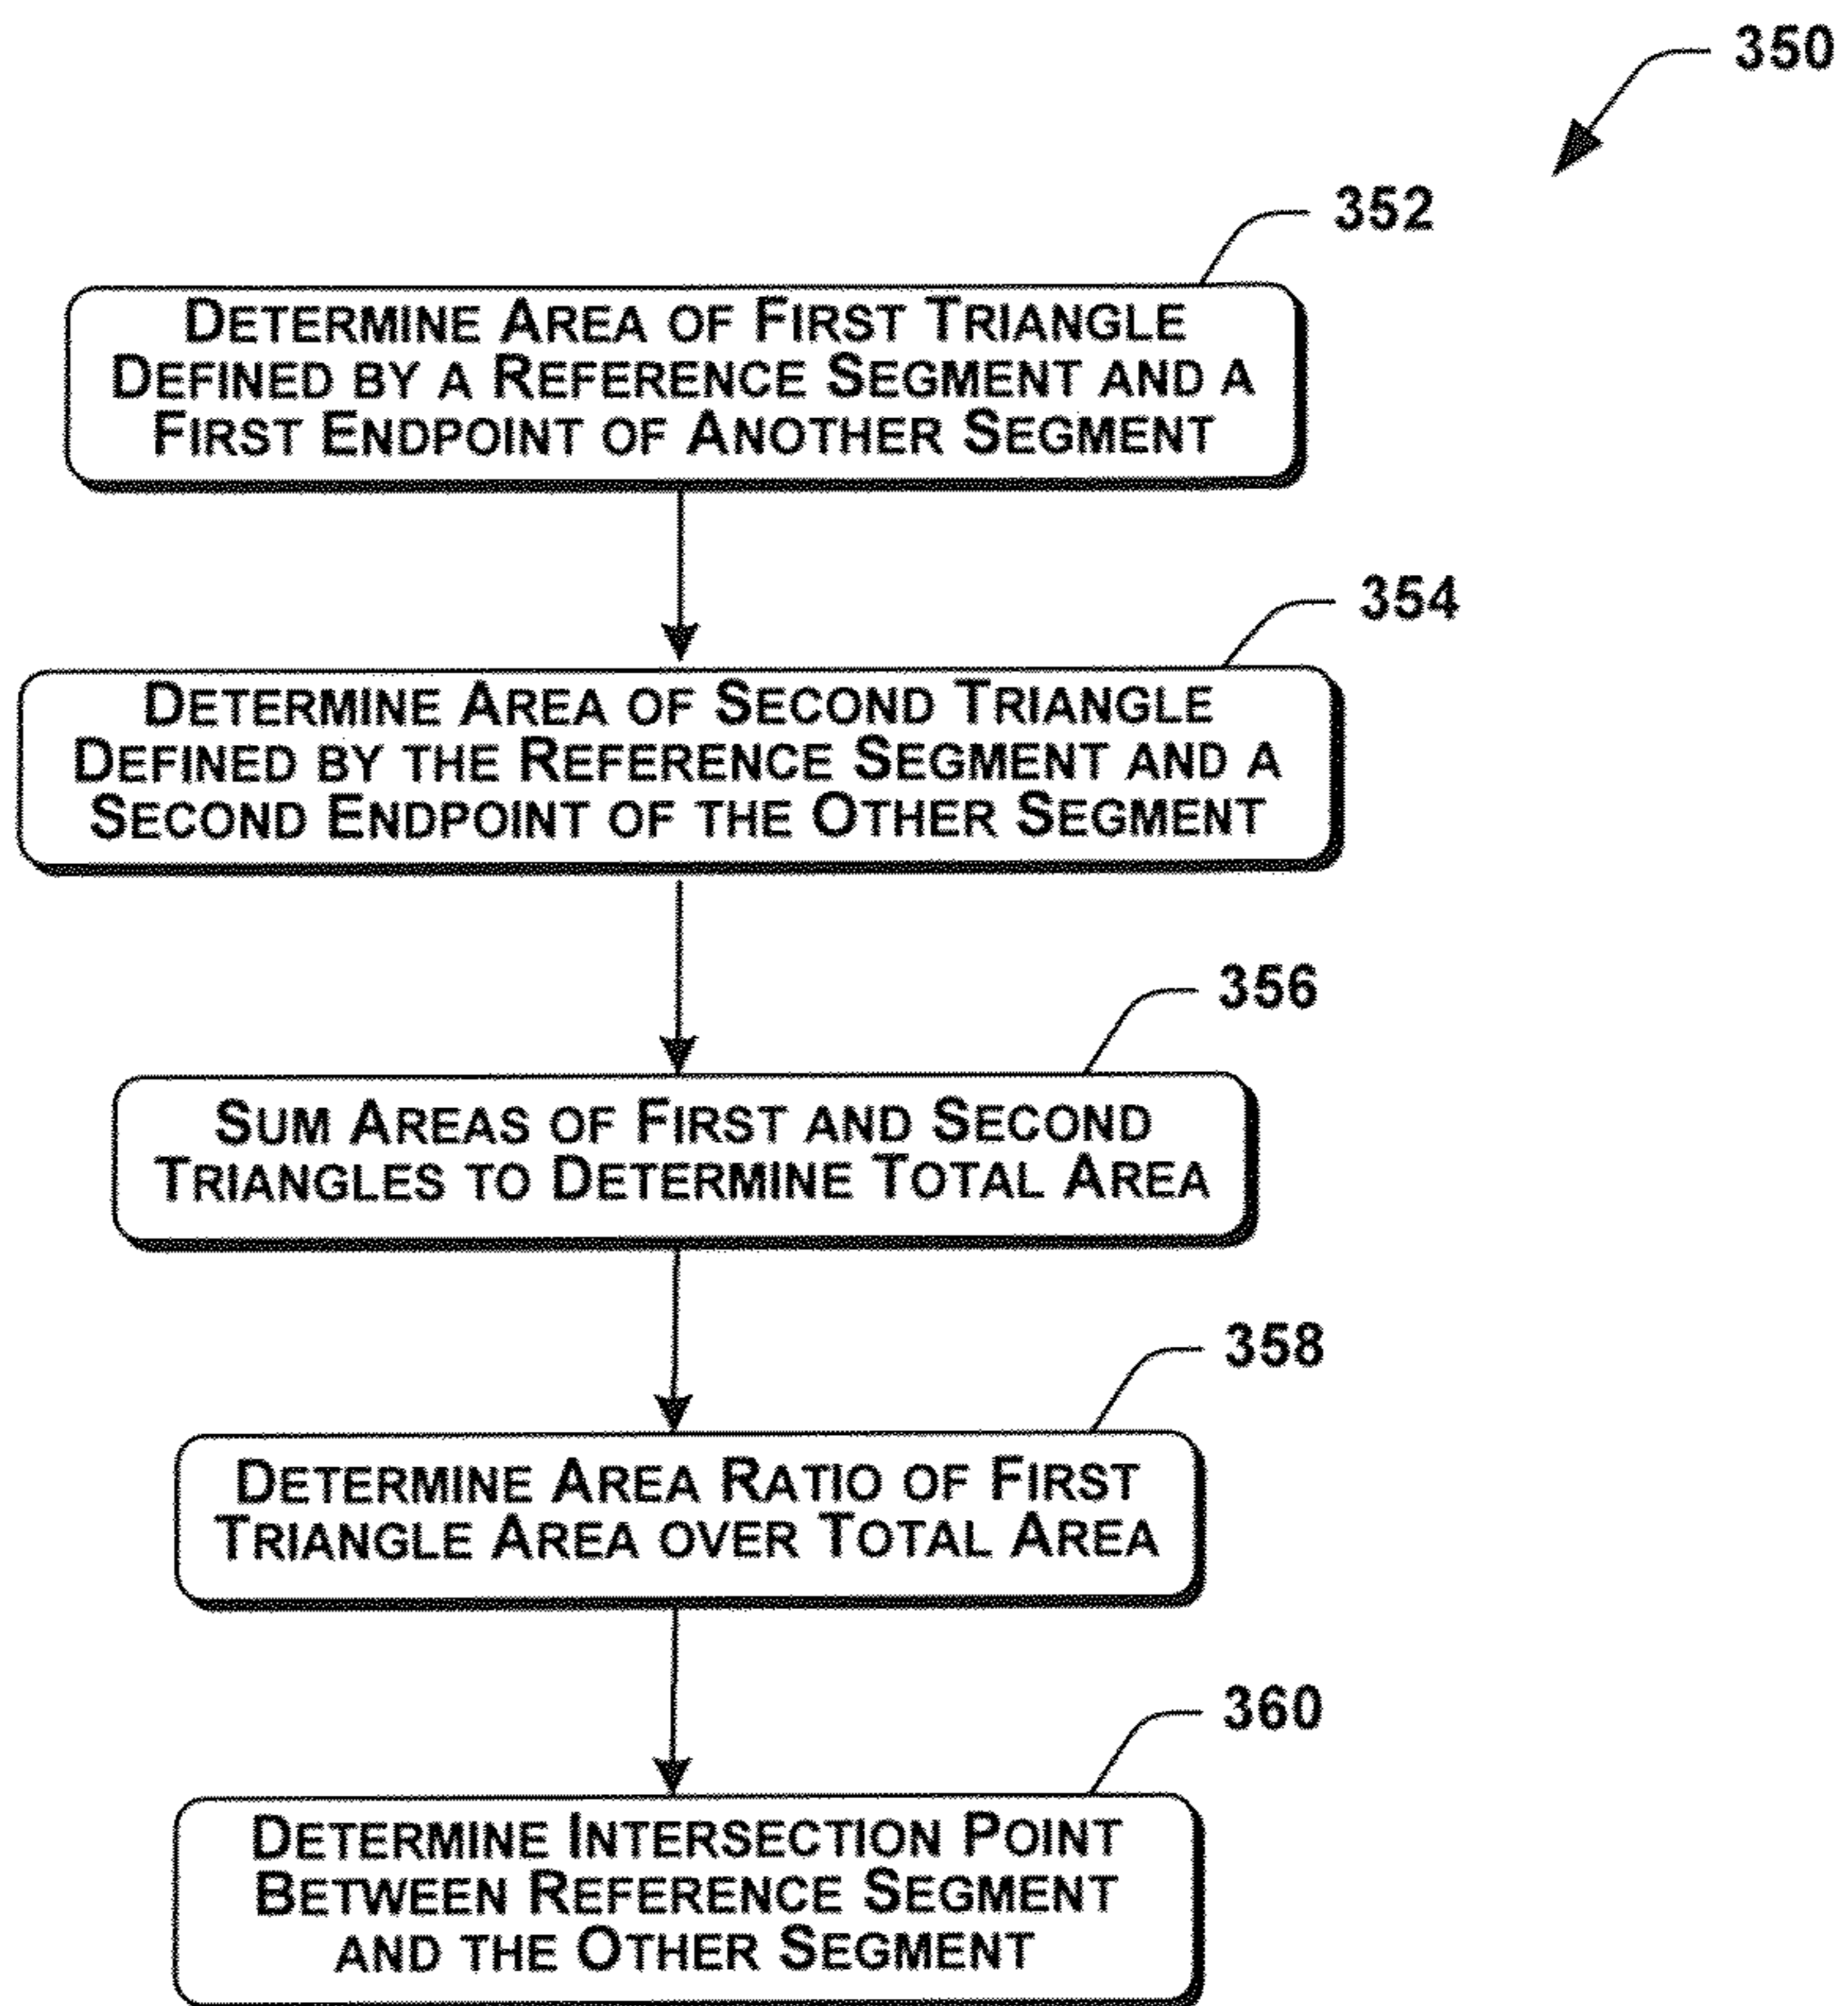 350
352
DETERMINE AREA OF FIRST TRIANGLE
DEFINED BY A REFERENCE SEGMENT AND A
FIRST ENDPOINT OF ANOTHER SEGMENT
354
DETERMINE AREA OF SECOND TRIANGLE
DEFINED BY THE REFERENCE SEGMENT AND A
SECOND ENDPOINT OF THE OTHER SEGMENT
356
SUM AREAS OF FIRST AND SECOND
TRIANGLES TO DETERMINE TOTAL AREA
358
DETERMINE AREA RATIO OF FIRST
TRIANGLE AREA OVER TOTAL AREA
360
DETERMINE INTERSECTION POINT
BETWEEN REFERENCE SEGMENT
AND THE OTHER SEGMENT